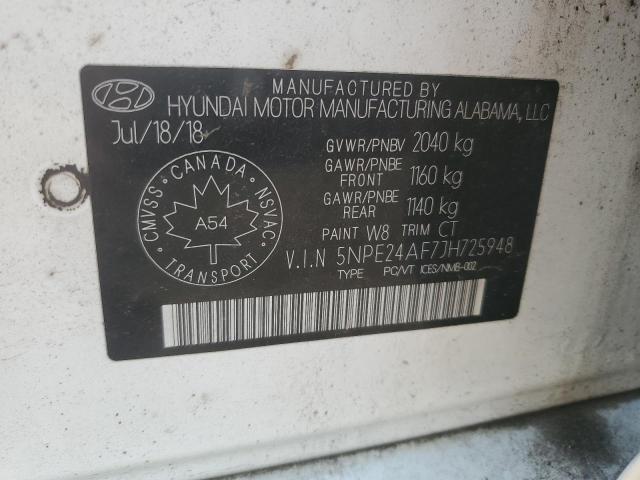 MANUFACTURED BY
HYUNDAI MOTOR MANUFACTURING ALABAMA, LLC
Jul/18/18
GVWR/PNBV 2040 kg
GAWR/PNBE
FRONT 1160 kg
GAWR/PNBE
REAR 1140 kg
PAINT W8 TRIM CT
V.I.N 5NPE24AF7JH725948
TYPE PC/VT ICES/NMB-002
CANADA
CMVSS
NSVAC
A54
TRANSPORT